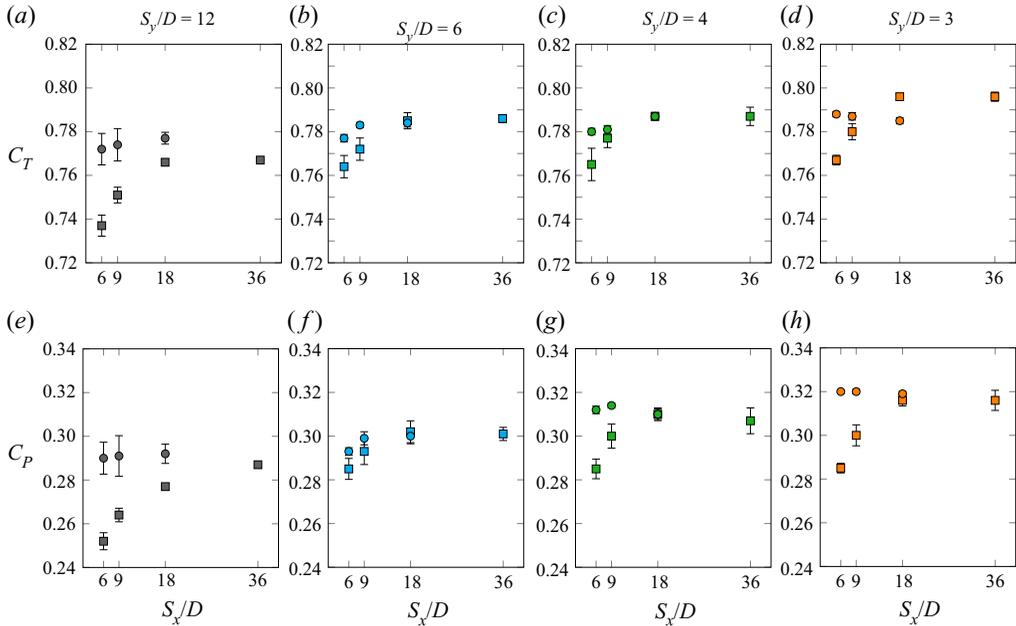 (a) S_y/D = 12 (b) S_y/D = 6 (c) S_y/D = 4 (d) S_y/D = 3
0.82 0.82 0.82 0.82
0.80 0.80 0.80 0.80
0.78 0.78 0.78 0.78
C_T
0.76 0.76 0.76 0.76
0.74 0.74 0.74 0.74
0.72 0.72 0.72 0.72
6 9 18 36 6 9 18 36 6 9 18 36 6 9 18 36
(e) (f) (g) (h)
0.34 0.34 0.34 0.34
0.32 0.32 0.32 0.32
0.30 0.30 0.30 0.30
C_P
0.28 0.28 0.28 0.28
0.26 0.26 0.26 0.26
0.24 0.24 0.24 0.24
6 9 18 36 6 9 18 36 6 9 18 36 6 9 18 36
S_x/D S_x/D S_x/D S_x/D